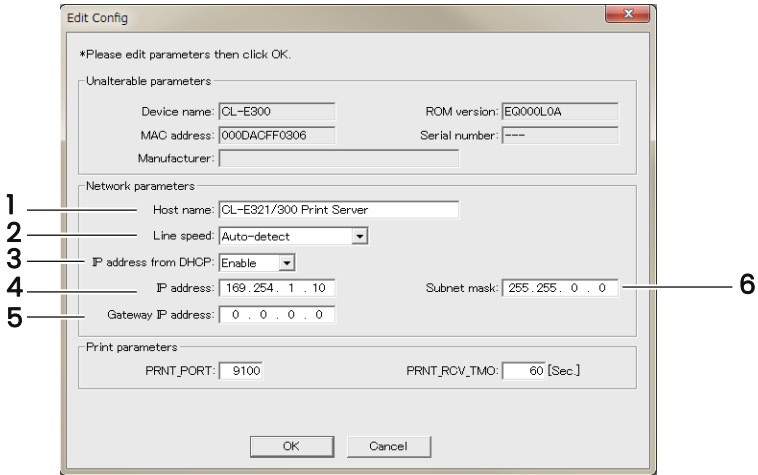 Edit Config
*Please edit parameters then click OK.
Unalterable parameters
Device name: CL-E300 ROM version: EQ000L0A
MAC address: 000DACFF0306 Serial number: ---
Manufacturer:
Network parameters
1 Host name: CL-E321/300 Print Server
2 Line speed: Auto-detect
3 IP address from DHCP: Enable
4 IP address: 169.254. 1 .10 Subnet mask: 255.255. 0 . 0 6
5 Gateway IP address: 0 . 0 . 0 . 0
Print parameters
PRNT_PORT: 9100 PRNT_RCV_TMO: 60 [Sec.]
OK Cancel